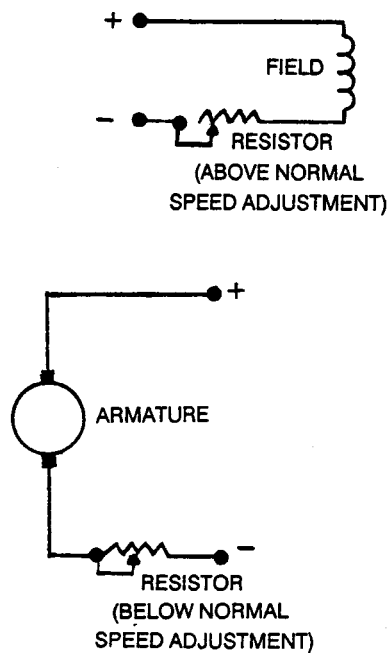 +
FIELD
−
RESISTOR
(ABOVE NORMAL
SPEED ADJUSTMENT)
+
ARMATURE
−
RESISTOR
(BELOW NORMAL
SPEED ADJUSTMENT)